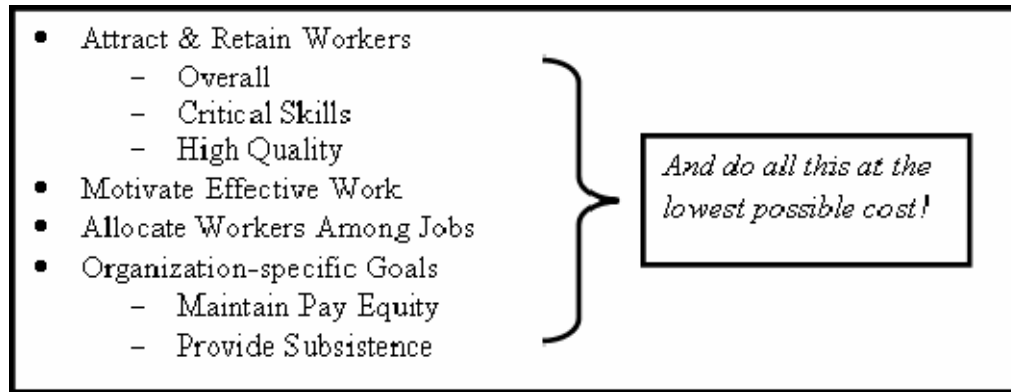 • Attract & Retain Workers
– Overall
– Critical Skills
– High Quality
• Motivate Effective Work
• Allocate Workers Among Jobs
• Organization-specific Goals
– Maintain Pay Equity
– Provide Subsistence
And do all this at the
lowest possible cost!